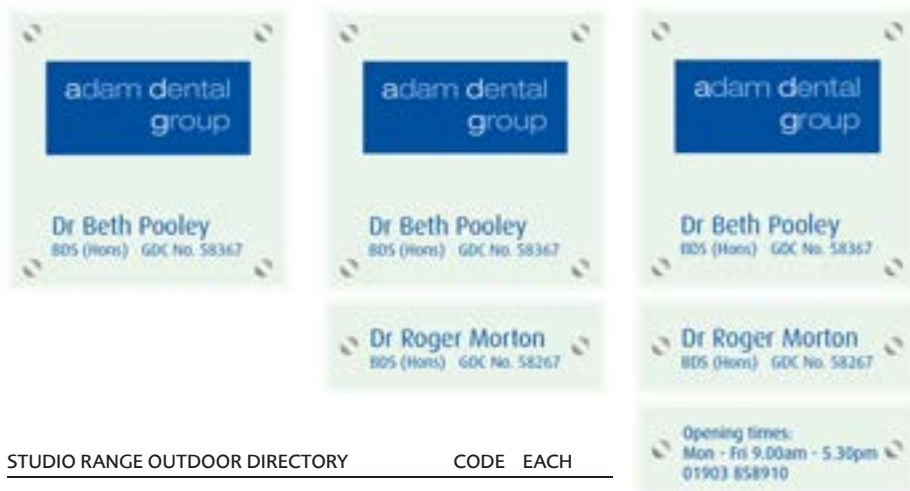 adam dental
group
Dr Beth Pooley
BDS (Hons) GDC No. 58367
adam dental
group
Dr Beth Pooley
BDS (Hons) GDC No. 58367
Dr Roger Morton
BDS (Hons) GDC No. 58267
adam dental
group
Dr Beth Pooley
BDS (Hons) GDC No. 58367
Dr Roger Morton
BDS (Hons) GDC No. 58267
Opening times:
Mon - Fri 9.00am - 5.30pm
01903 858910
STUDIO RANGE OUTDOOR DIRECTORY CODE EACH